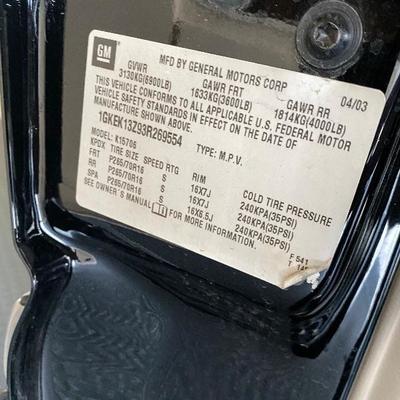 GM
MFD BY GENERAL MOTORS CORP 04/03
GVWR GAWR FRT GAWR RR
3130KG(6900LB) 1633KG(3600LB) 1814KG(4000LB)
THIS VEHICLE CONFORMS TO ALL APPLICABLE U.S. FEDERAL MOTOR
VEHICLE SAFETY STANDARDS IN EFFECT ON THE DATE OF
MANUFACTURE SHOWN ABOVE.
1GKEK13Z93R269554 TYPE: M.P.V.
MODEL: K15706
KPDX TIRE SIZE SPEED RTG RIM COLD TIRE PRESSURE
FRT P265/70R16 S 16X7J 240KPA(35PSI)
RR P265/70R16 S 16X7J 240KPA(35PSI)
SPA P265/70R16 S 16X6.5J 240KPA(35PSI)
SEE OWNER'S MANUAL FOR MORE INFORMATION.
F 541
T